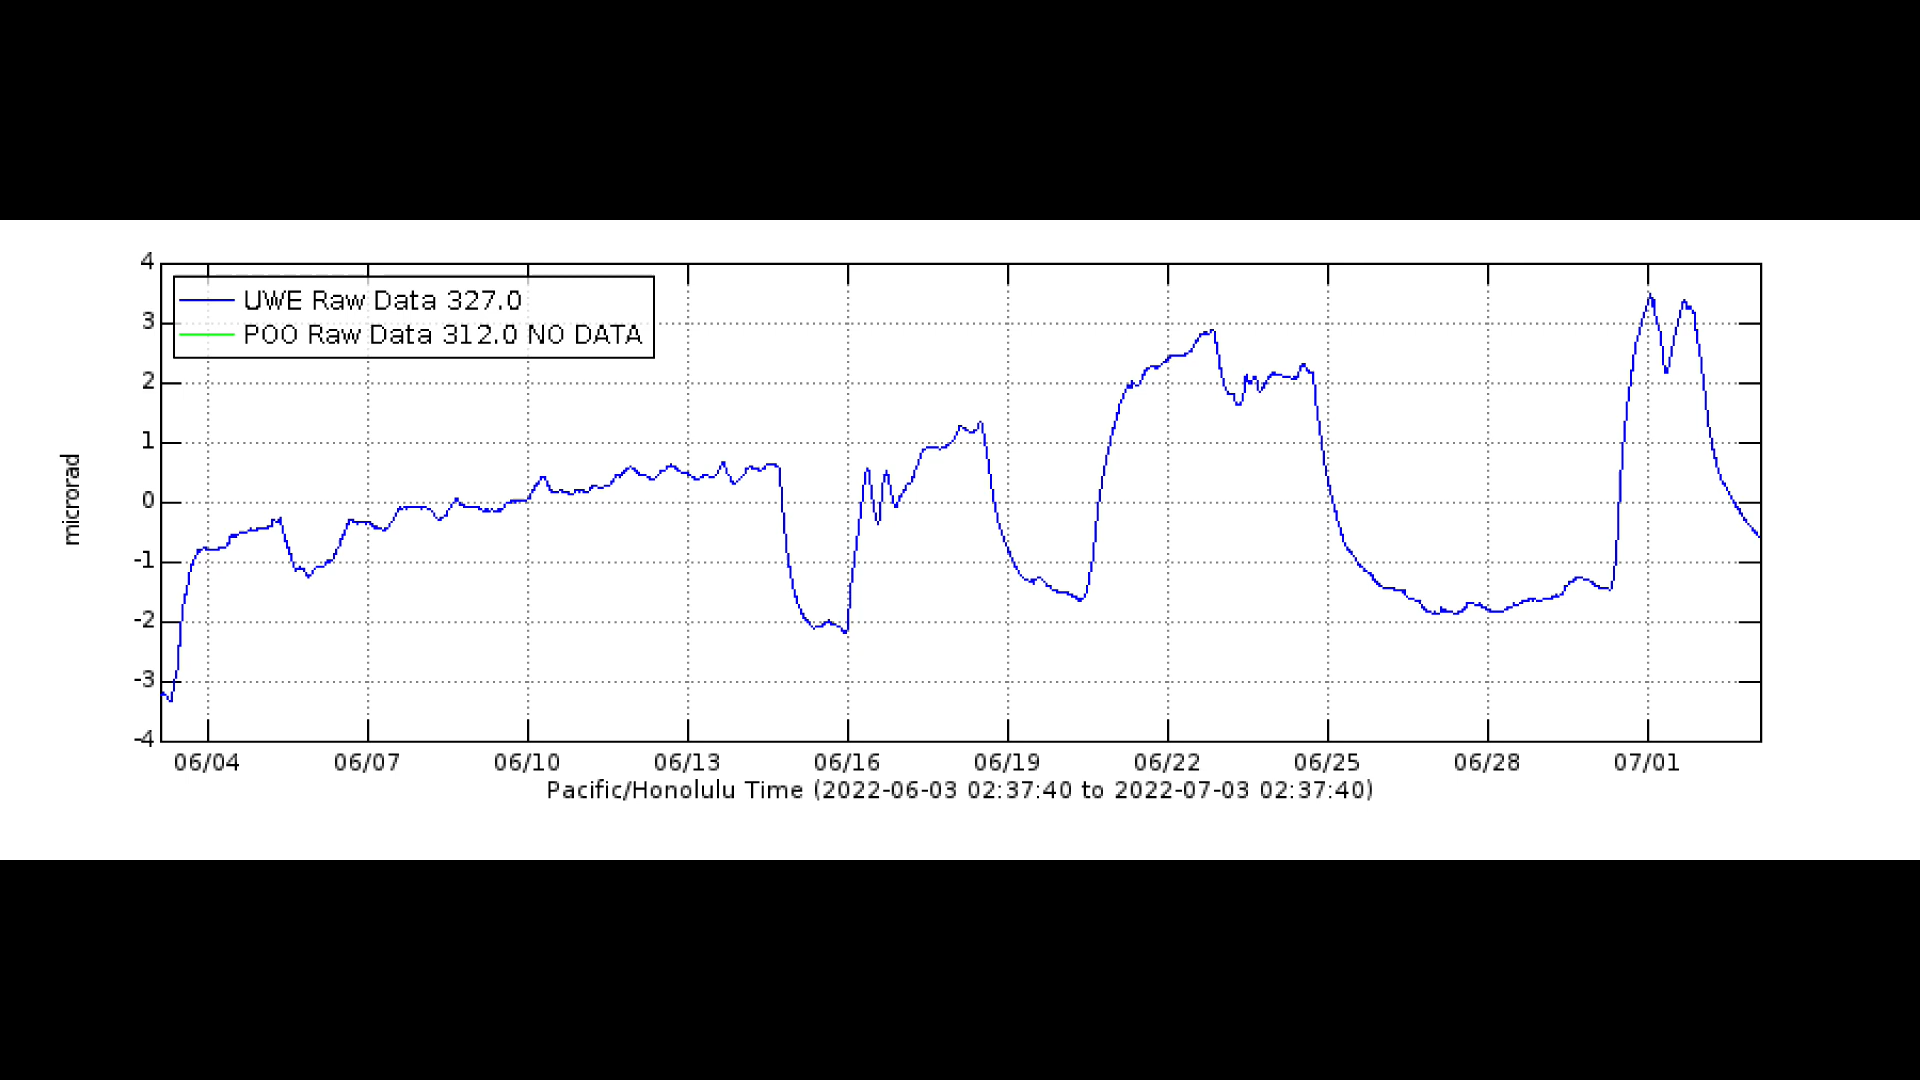 4
UWE Raw Data 327.0
3
POO Raw Data 312.0 NO DATA
2
1
0
-1
-2
-3
-4
microrad
06/04 06/07 06/10 06/13 06/16 06/19 06/22 06/25 06/28 07/01
Pacific/Honolulu Time (2022-06-03 02:37:40 to 2022-07-03 02:37:40)